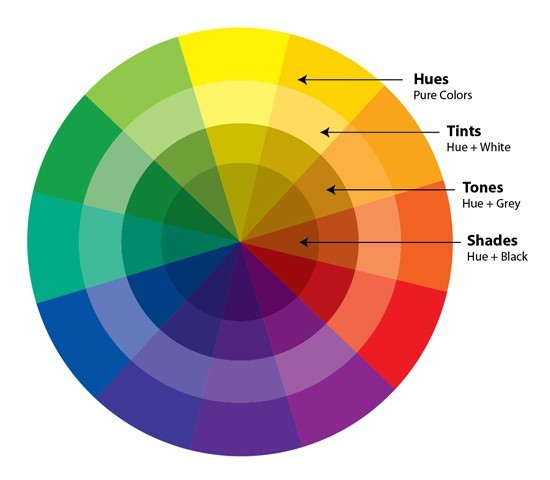 Hues
Pure Colors
Tints
Hue + White
Tones
Hue + Grey
Shades
Hue + Black